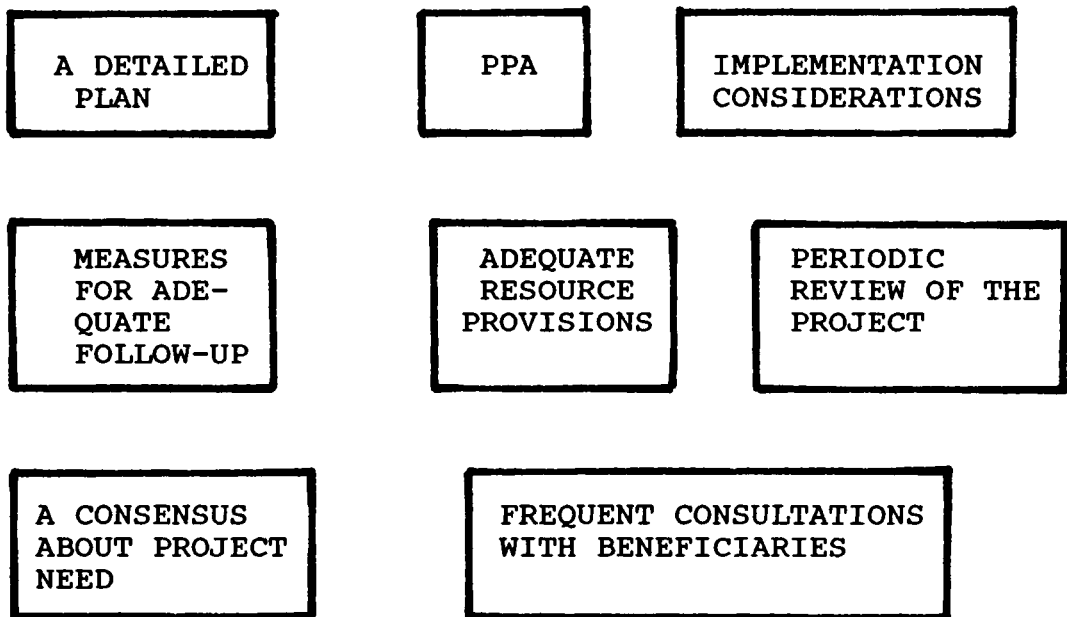 A DETAILED
PLAN
PPA
IMPLEMENTATION
CONSIDERATIONS
MEASURES
FOR ADE-
QUATE
FOLLOW-UP
ADEQUATE
RESOURCE
PROVISIONS
PERIODIC
REVIEW OF THE
PROJECT
A CONSENSUS
ABOUT PROJECT
NEED
FREQUENT CONSULTATIONS
WITH BENEFICIARIES